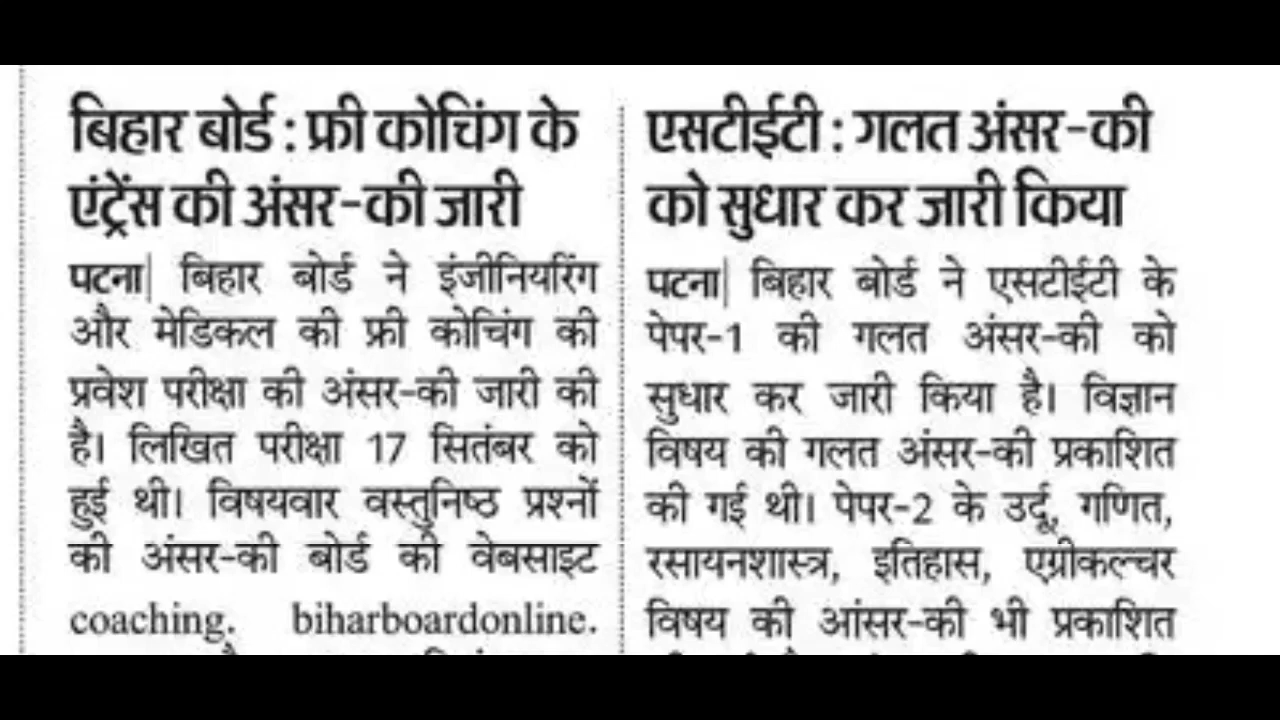 बिहार बोर्ड : फ्री कोचिंग के
एंट्रेंस की अंसर-की जारी
पटना| बिहार बोर्ड ने इंजीनियरिंग
और मेडिकल की फ्री कोचिंग की
प्रवेश परीक्षा की अंसर-की जारी की
है। लिखित परीक्षा 17 सितंबर को
हुई थी। विषयवार वस्तुनिष्ठ प्रश्नों
की अंसर-की बोर्ड की वेबसाइट
coaching. biharboardonline.
एसटीईटी : गलत अंसर-की
को सुधार कर जारी किया
पटना| बिहार बोर्ड ने एसटीईटी के
पेपर-1 की गलत अंसर-की को
सुधार कर जारी किया है। विज्ञान
विषय की गलत अंसर-की प्रकाशित
की गई थी। पेपर-2 के उर्दू, गणित,
रसायनशास्त्र, इतिहास, एग्रीकल्चर
विषय की आंसर-की भी प्रकाशित